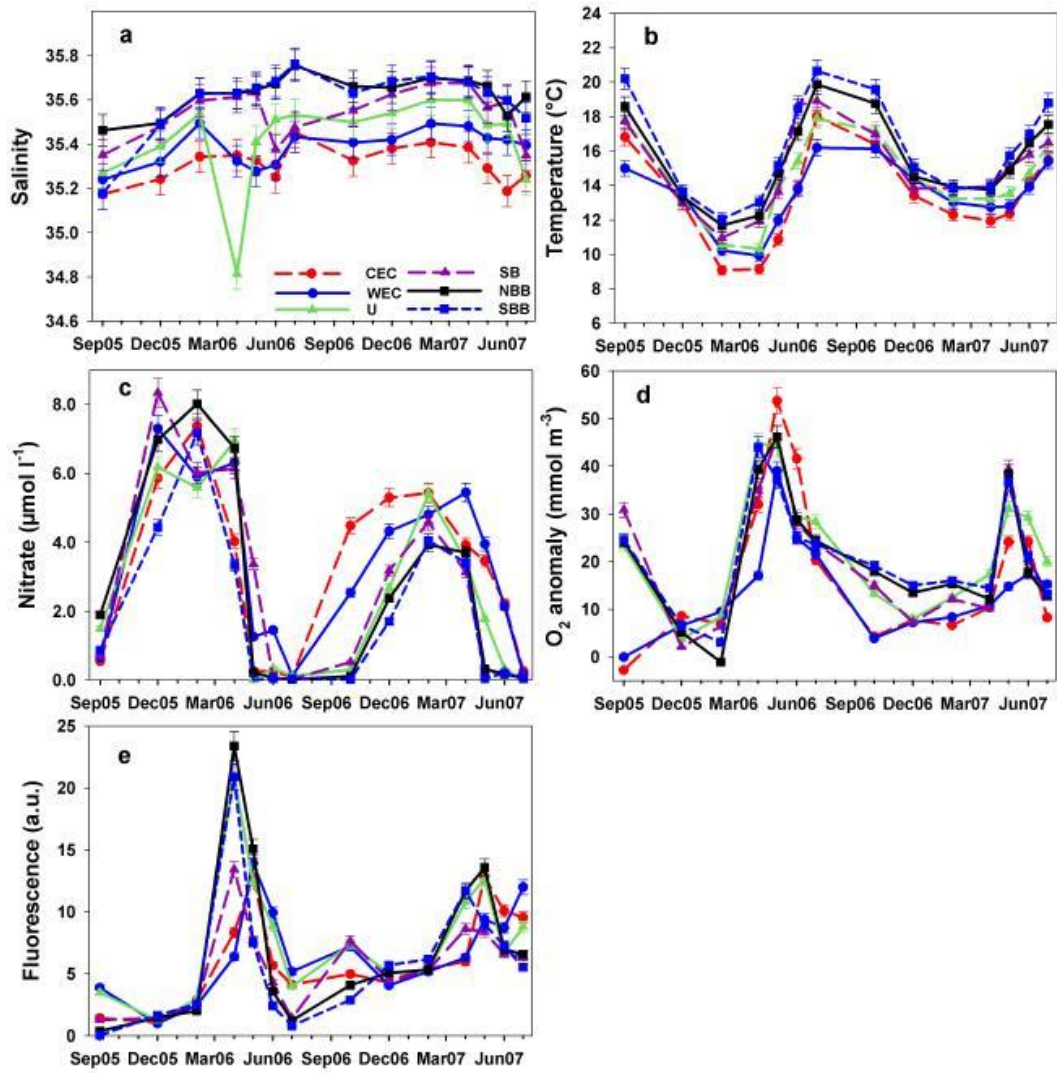 a
Salinity
35.8
35.6
35.4
35.2
35.0
34.8
34.6
CEC SB
WEC NBB
U SBB
Sep05 Dec05 Mar06 Jun06 Sep06 Dec06 Mar07 Jun07
b
Temperature (°C)
24
22
20
18
16
14
12
10
8
6
Sep05 Dec05 Mar06 Jun06 Sep06 Dec06 Mar07 Jun07
c
Nitrate (µmol l⁻¹)
8.0
6.0
4.0
2.0
0.0
Sep05 Dec05 Mar06 Jun06 Sep06 Dec06 Mar07 Jun07
d
O₂ anomaly (mmol m⁻³)
60
50
40
30
20
10
0
Sep05 Dec05 Mar06 Jun06 Sep06 Dec06 Mar07 Jun07
e
Fluorescence (a.u.)
25
20
15
10
5
0
Sep05 Dec05 Mar06 Jun06 Sep06 Dec06 Mar07 Jun07